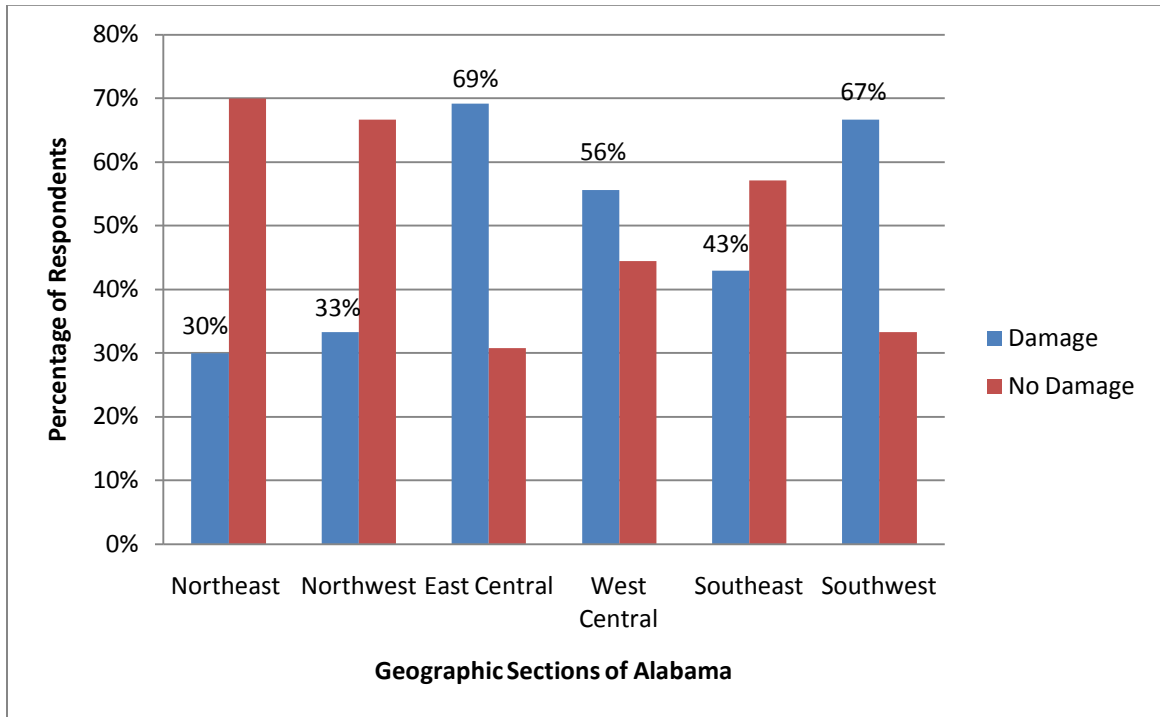 80%
70%
60%
50%
40%
30%
20%
10%
0%
Percentage of Respondents
30%
33%
69%
56%
43%
67%
Northeast
Northwest
East Central
West
Central
Southeast
Southwest
Geographic Sections of Alabama
Damage
No Damage